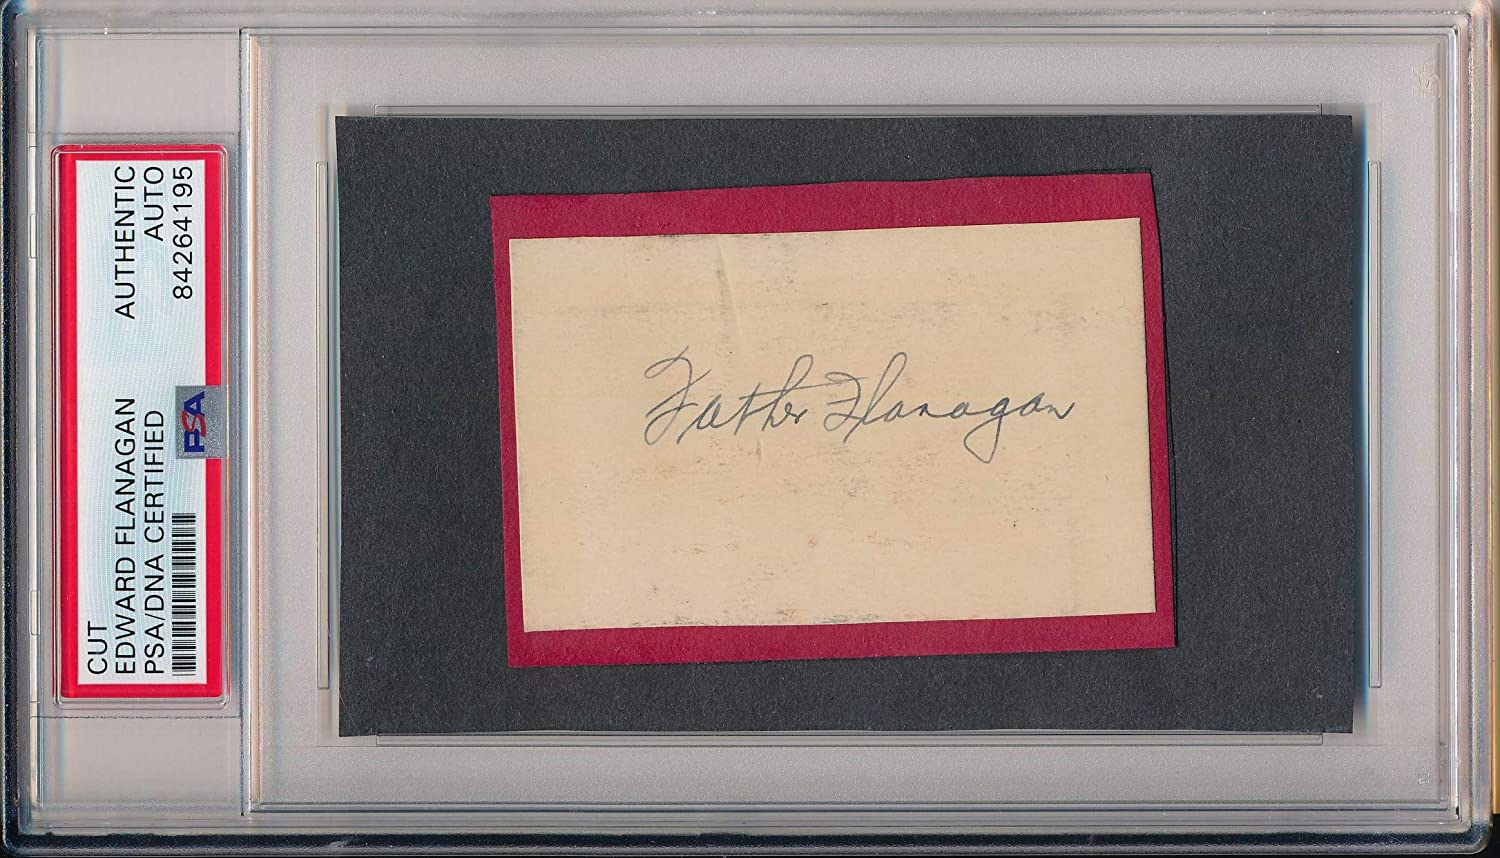 CUT
EDWARD FLANAGAN
PSA/DNA CERTIFIED
AUTHENTIC
AUTO
84264195
PSA
Father Flanagan